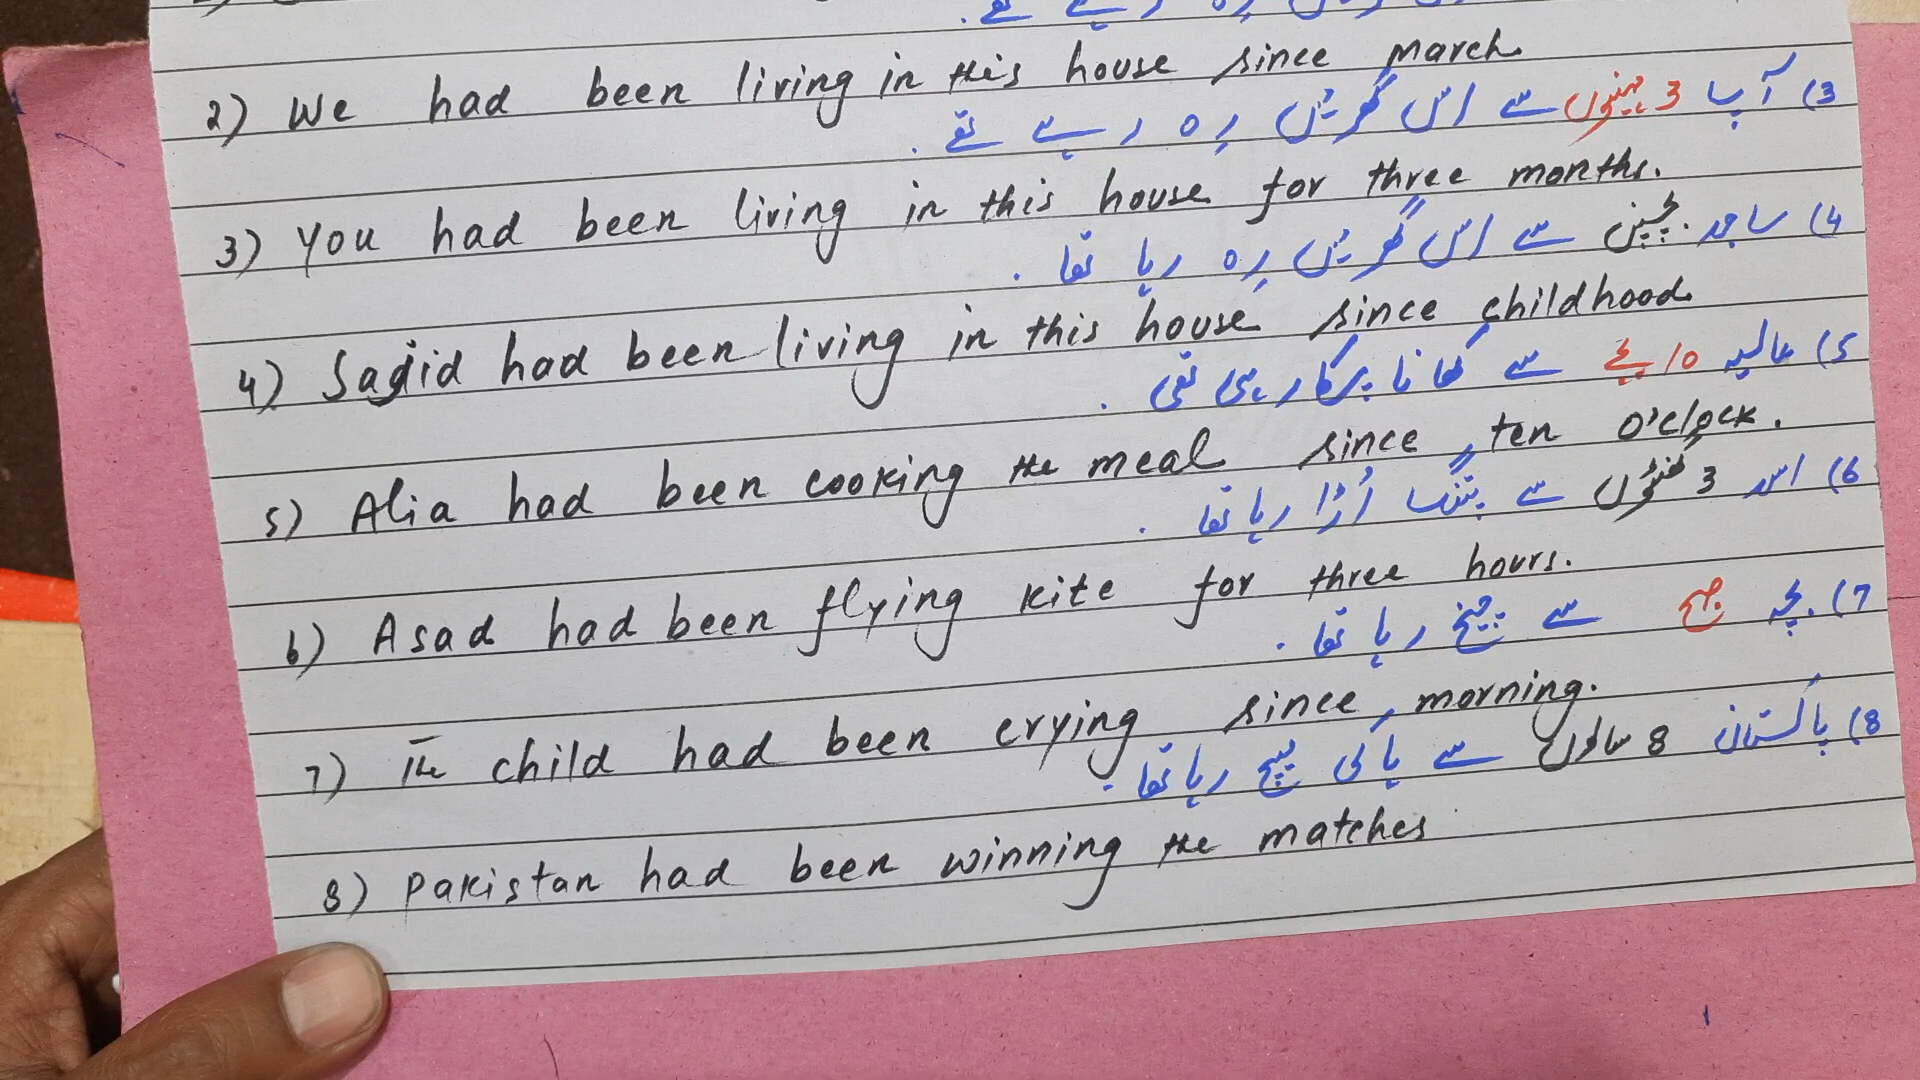 رہ رہے تھے.
2) We had been living in this house since march.
3) آپ 3 مہینوں سے اس گھر میں رہ رہے تھے.
3) You had been living in this house for three months.
4) ساجد بچپن سے اس گھر میں رہ رہا تھا.
4) Sajid had been living in this house since childhood.
5) عالیہ 10 بجے سے کھانا پکا رہی تھی.
5) Alia had been cooking the meal since ten o'clock.
6) اسد 3 گھنٹوں سے پتنگ اُڑا رہا تھا.
6) Asad had been flying kite for three hours.
7) بچہ صبح سے چیخ رہا تھا.
7) The child had been crying since morning.
8) پاکستان 8 سالوں سے ہاکی میچ رہا تھا.
8) Pakistan had been winning the matches